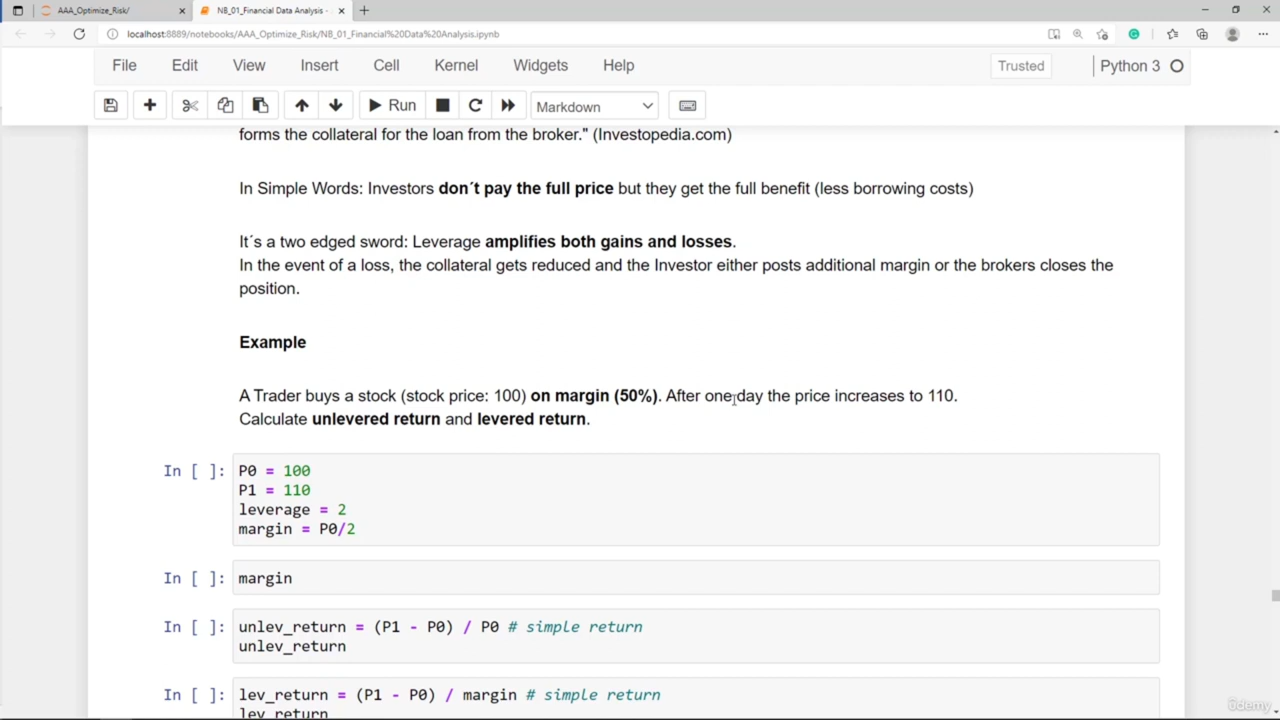 AAA_Optimize_Risk/
NB_01_Financial Data Analysis -
localhost:8889/notebooks/AAA_Optimize_Risk/NB_01_Financial%20Data%20Analysis.ipynb
File Edit View Insert Cell Kernel Widgets Help Trusted Python 3
Run Markdown
forms the collateral for the loan from the broker." (Investopedia.com)
In Simple Words: Investors don´t pay the full price but they get the full benefit (less borrowing costs)
It´s a two edged sword: Leverage amplifies both gains and losses.
In the event of a loss, the collateral gets reduced and the Investor either posts additional margin or the brokers closes the
position.
Example
A Trader buys a stock (stock price: 100) on margin (50%). After one day the price increases to 110.
Calculate unlevered return and levered return.
In [ ]: P0 = 100
P1 = 110
leverage = 2
margin = P0/2
In [ ]: margin
In [ ]: unlev_return = (P1 - P0) / P0 # simple return
unlev_return
In [ ]: lev_return = (P1 - P0) / margin # simple return
lev_return
ûdemy